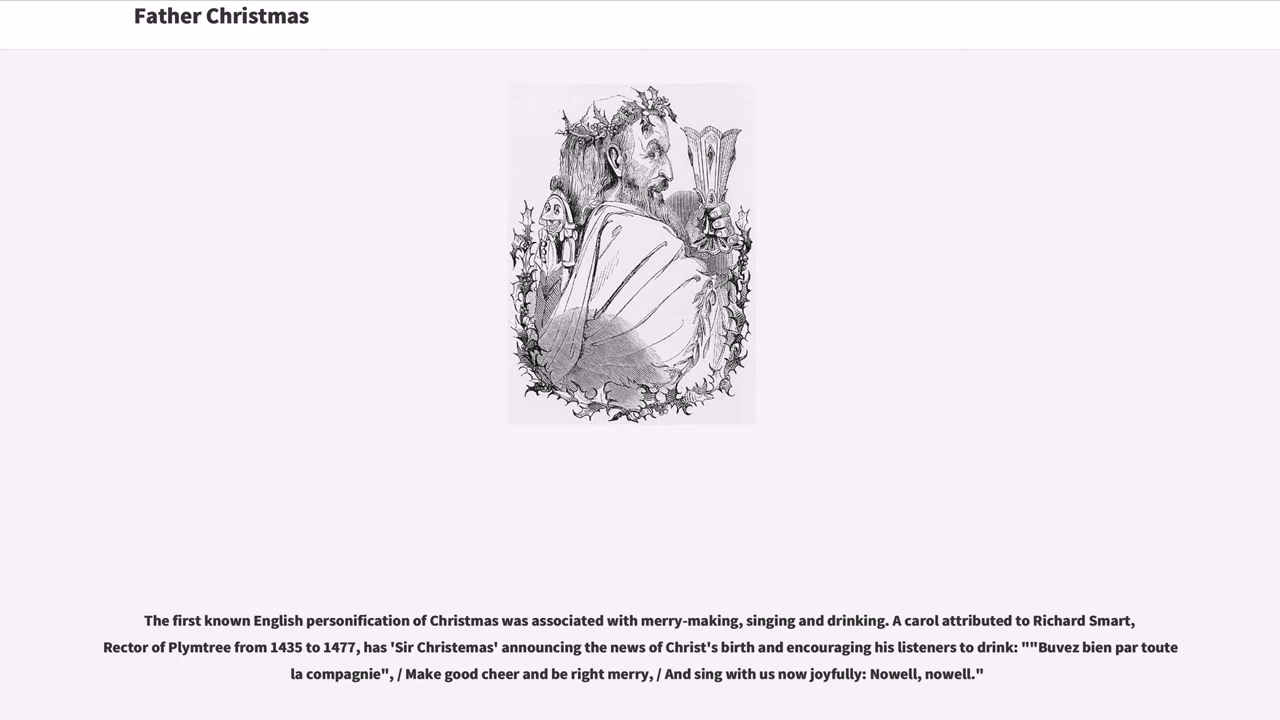 Father Christmas
The first known English personification of Christmas was associated with merry-making, singing and drinking. A carol attributed to Richard Smart,
Rector of Plymtree from 1435 to 1477, has 'Sir Christemas' announcing the news of Christ's birth and encouraging his listeners to drink: ""Buvez bien par toute
la compagnie", / Make good cheer and be right merry, / And sing with us now joyfully: Nowell, nowell."